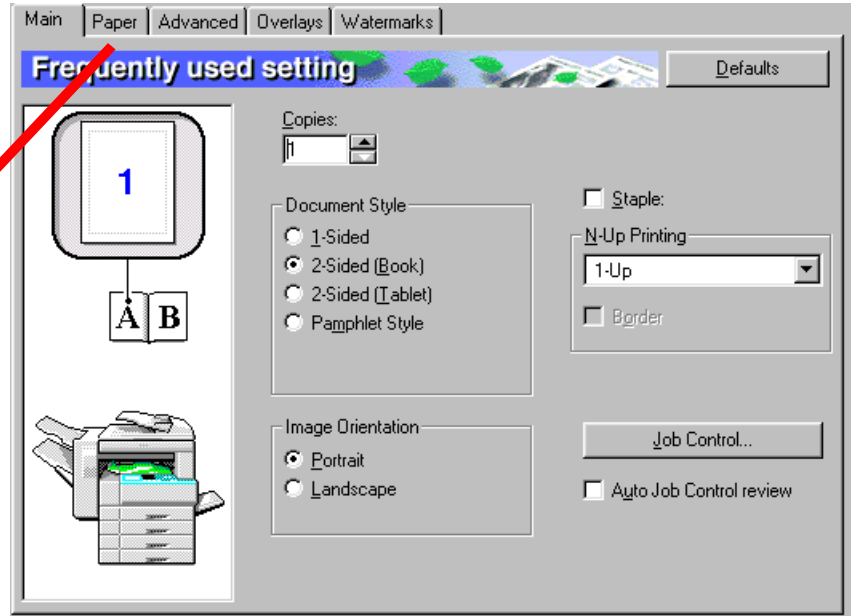 Main Paper Advanced Overlays Watermarks
Frequently used setting
Defaults
1
A B
Copies:
1
Document Style
1-Sided
2-Sided (Book)
2-Sided (Tablet)
Pamphlet Style
Staple:
N-Up Printing
1-Up
Border
Image Orientation
Portrait
Landscape
Job Control...
Auto Job Control review